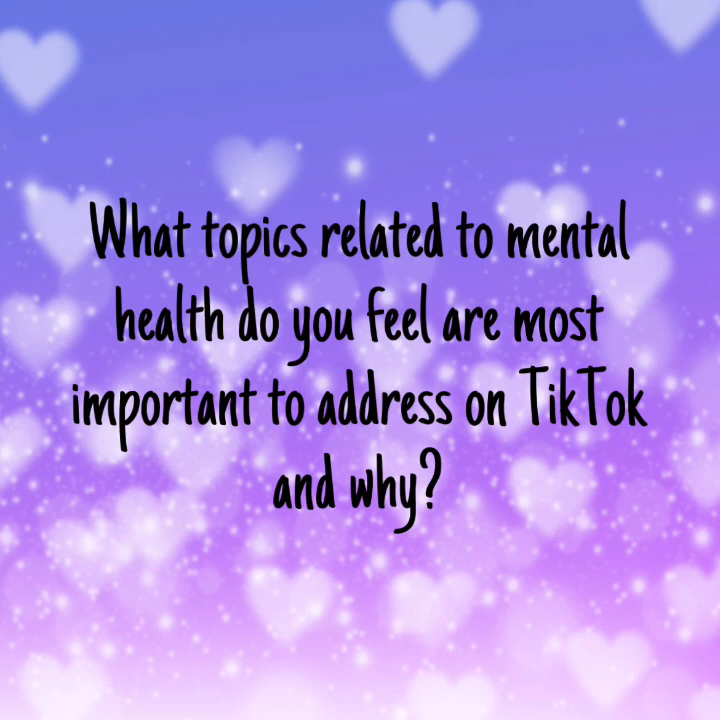 What topics related to mental
health do you feel are most
important to address on TikTok
and why?